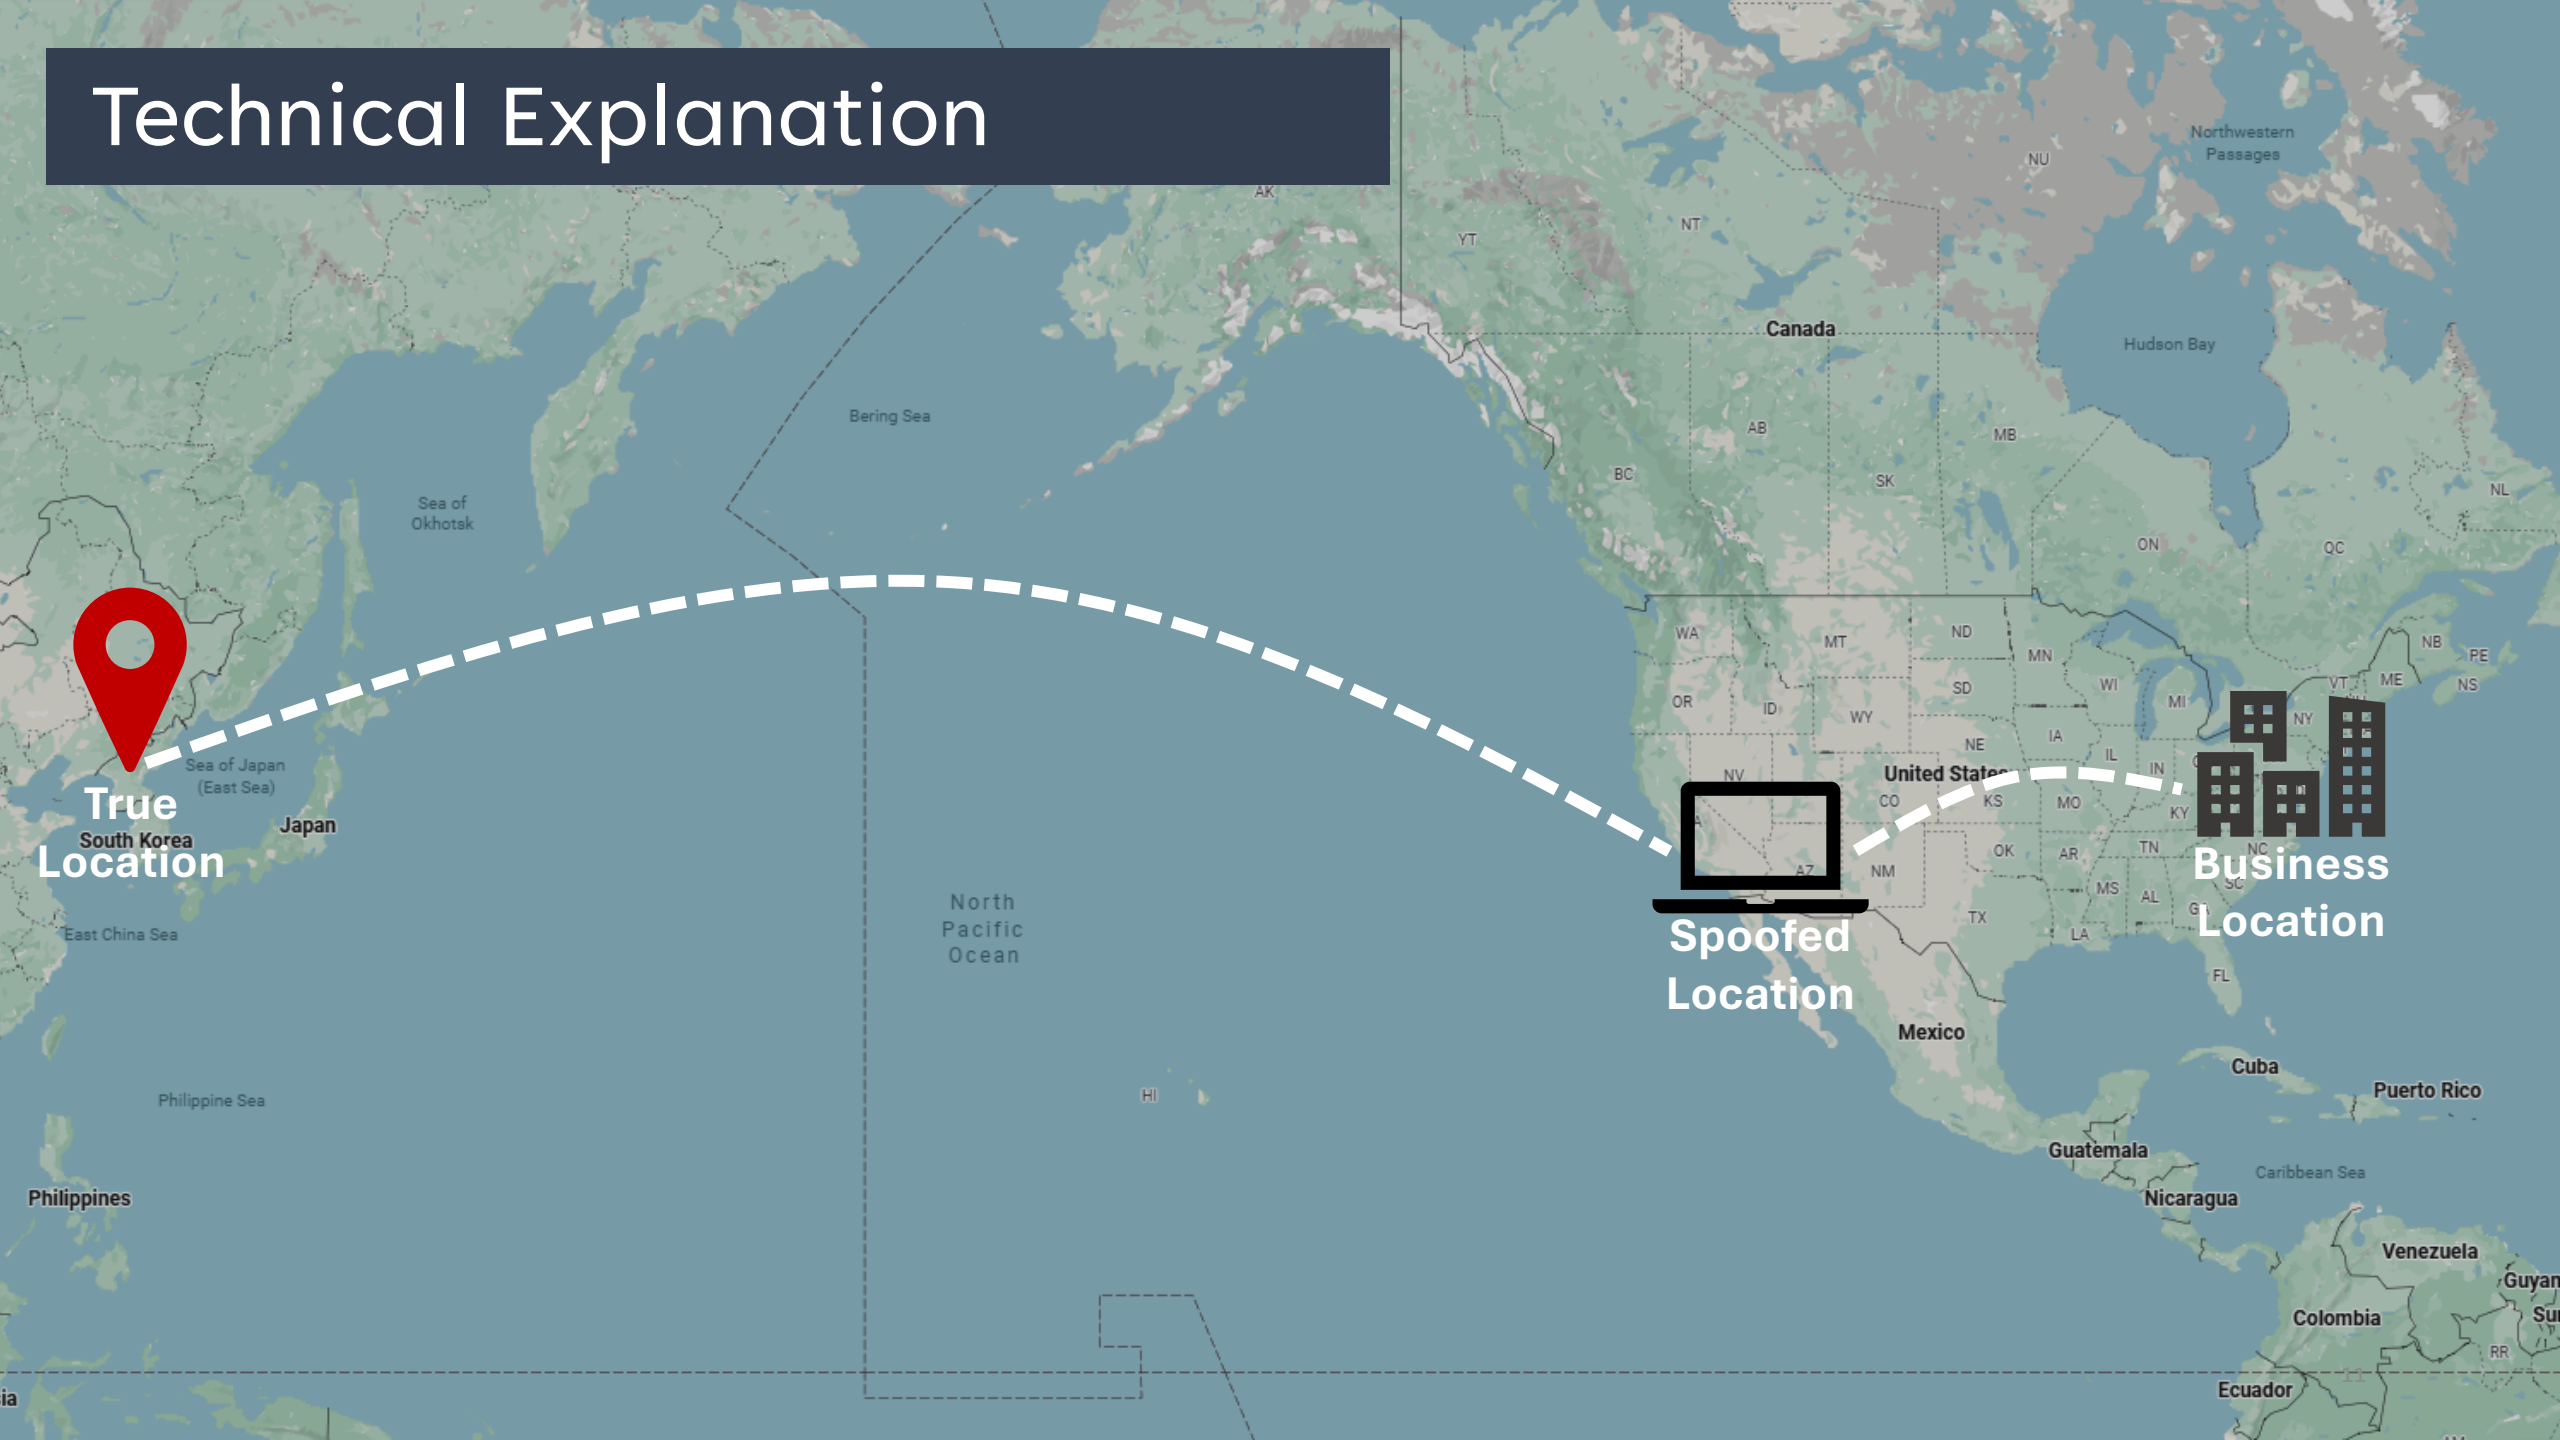 Technical Explanation
Northwestern
Passages
NU
AK
NT
YT
Canada
Hudson Bay
Bering Sea
AB
MB
BC
SK
NL
Sea of
Okhotsk
ON
QC
WA
MT
ND
MN
NB
PE
SD
WI
VT
ME
NS
OR
ID
WY
MI
NY
IA
NE
IL
IN
NV
United States
Sea of Japan
(East Sea)
CO
KS
MO
KY
True
Location
South Korea
Japan
OK
AR
TN
NC
AZ
NM
MS
AL
SC
GA
TX
LA
Business
Location
Spoofed
Location
North
Pacific
Ocean
East China Sea
FL
Mexico
Cuba
Puerto Rico
HI
Philippine Sea
Guatemala
Caribbean Sea
Nicaragua
Philippines
Venezuela
Guyan
Colombia
Su
RR
Ecuador
ia